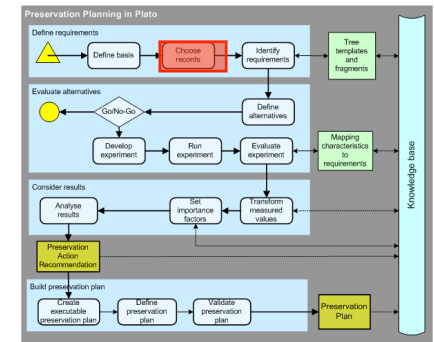 Preservation Planning in Plato
Define requirements
Define basis
Choose
records
Identify
requirements
Tree
templates
and
fragments
Evaluate alternatives
Go/No-Go
Define
alternatives
Develop
experiment
Run
experiment
Evaluate
experiment
Mapping
characteristics
to
requirements
Knowledge base
Consider results
Analyse
results
Set
importance
factors
Transform
measured
values
Preservation
Action
Recommendation
Build preservation plan
Create
executable
preservation plan
Define
preservation
plan
Validate
preservation
plan
Preservation
Plan